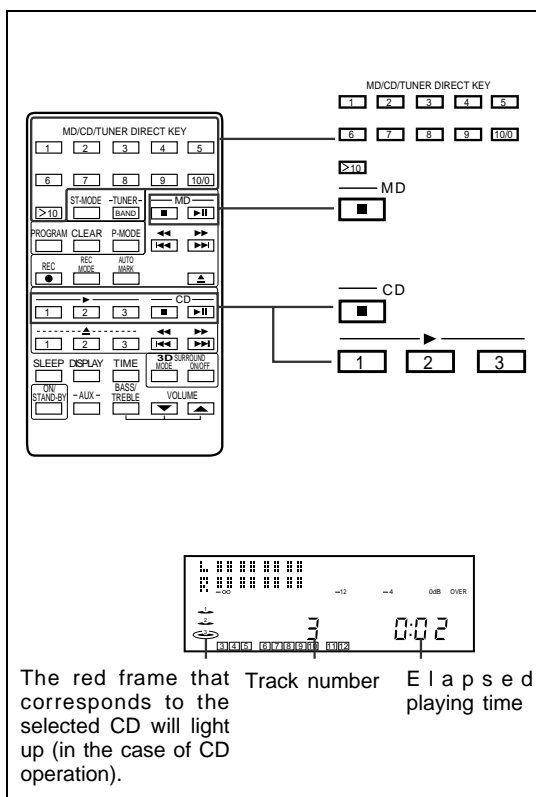 MD/CD/TUNER DIRECT KEY
1 2 3 4 5
6 7 8 9 10/0
>10
MD
CD
1 2 3
MD/CD/TUNER DIRECT KEY
1 2 3 4 5
6 7 8 9 10/0
>10 ST-MODE -TUNER- BAND MD
PROGRAM CLEAR P-MODE
REC REC MODE AUTO MARK
CD
1 2 3
1 2 3
SLEEP DISPLAY TIME 3D SURROUND MODE ON/OFF
ON/STAND-BY - AUX - BASS/TREBLE VOLUME
L
R
-∞ -12 -4 0dB OVER
1
2
3
3 0:02
3 4 5 6 7 8 9 10 11 12
The red frame that
corresponds to the
selected CD will light
up (in the case of CD
operation).
Track number
Elapsed
playing time